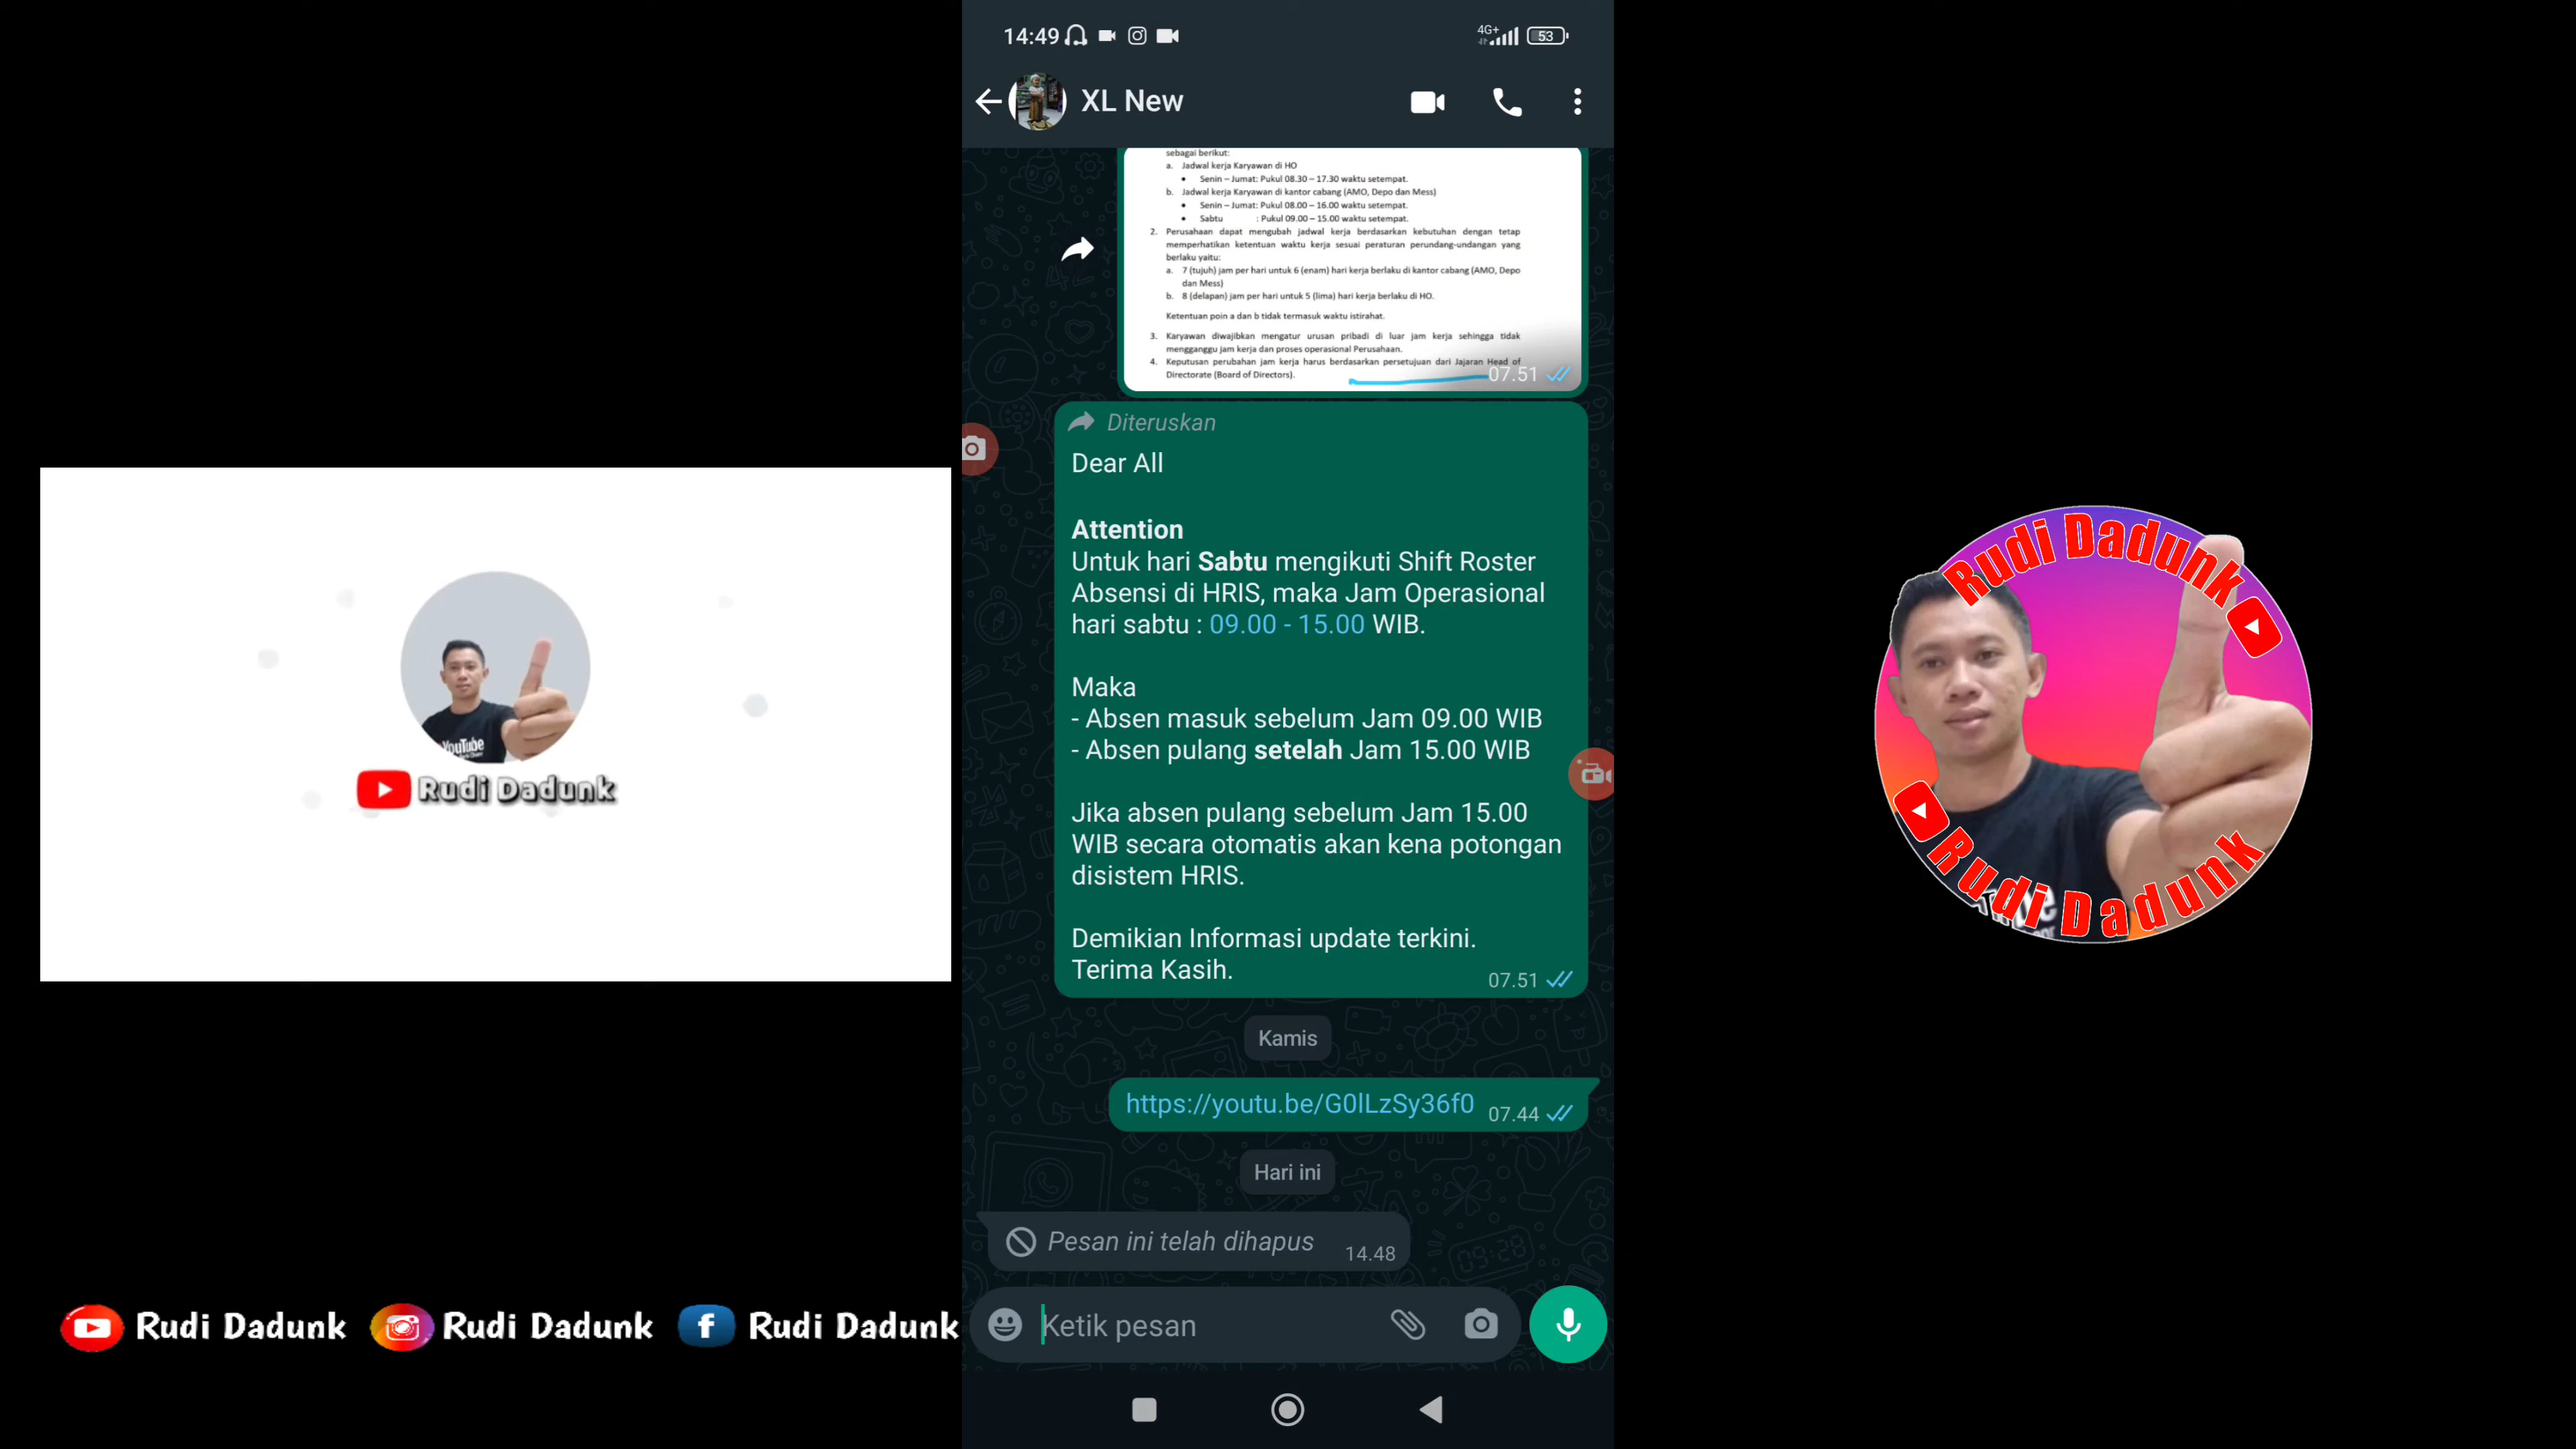 14:49
4G+
53
XL New
sebagai berikut:
a. Jadwal kerja Karyawan di HO
• Senin – Jumat: Pukul 08.30 – 17.30 waktu setempat.
b. Jadwal kerja Karyawan di kantor cabang (AMO, Depo dan Mess)
• Senin – Jumat: Pukul 08.00 – 16.00 waktu setempat.
• Sabtu : Pukul 09.00 – 15.00 waktu setempat.
2. Perusahaan dapat mengubah jadwal kerja berdasarkan kebutuhan dengan tetap
memperhatikan ketentuan waktu kerja sesuai peraturan perundang-undangan yang
berlaku yaitu:
a. 7 (tujuh) jam per hari untuk 6 (enam) hari kerja berlaku di kantor cabang (AMO, Depo
dan Mess)
b. 8 (delapan) jam per hari untuk 5 (lima) hari kerja berlaku di HO.
Ketentuan poin a dan b tidak termasuk waktu istirahat.
3. Karyawan diwajibkan mengatur urusan pribadi di luar jam kerja sehingga tidak
mengganggu jam kerja dan proses operasional Perusahaan.
4. Keputusan perubahan jam kerja harus berdasarkan persetujuan dari Jajaran Head of
Directorate (Board of Directors).
07.51
Diteruskan
Dear All
Attention
Untuk hari Sabtu mengikuti Shift Roster
Absensi di HRIS, maka Jam Operasional
hari sabtu : 09.00 - 15.00 WIB.
Maka
- Absen masuk sebelum Jam 09.00 WIB
- Absen pulang setelah Jam 15.00 WIB
Jika absen pulang sebelum Jam 15.00
WIB secara otomatis akan kena potongan
disistem HRIS.
Demikian Informasi update terkini.
Terima Kasih.
07.51
Kamis
https://youtu.be/G0lLzSy36f0 07.44
Hari ini
Pesan ini telah dihapus 14.48
Ketik pesan
YouTube
Rudi Dadunk
Rudi Dadunk Rudi Dadunk Rudi Dadunk
Rudi Dadunk
Rudi Dadunk